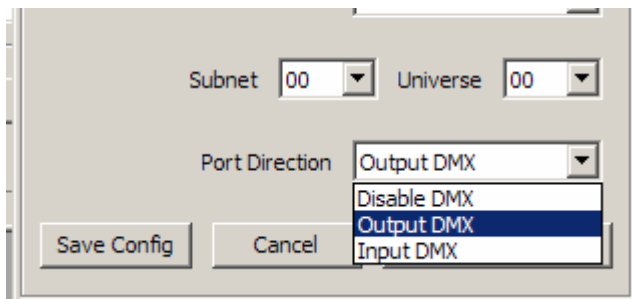 Subnet 00 Universe 00
Port Direction Output DMX
Disable DMX
Output DMX
Save Config Cancel Input DMX